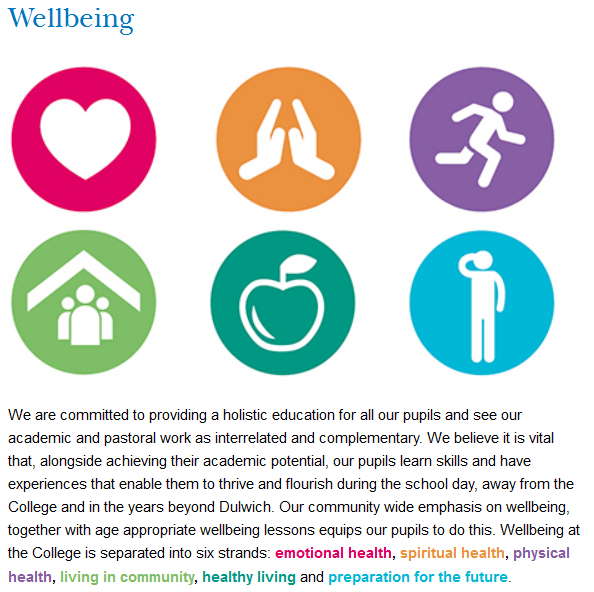 Wellbeing
We are committed to providing a holistic education for all our pupils and see our
academic and pastoral work as interrelated and complementary. We believe it is vital
that, alongside achieving their academic potential, our pupils learn skills and have
experiences that enable them to thrive and flourish during the school day, away from the
College and in the years beyond Dulwich. Our community wide emphasis on wellbeing,
together with age appropriate wellbeing lessons equips our pupils to do this. Wellbeing at
the College is separated into six strands: emotional health, spiritual health, physical
health, living in community, healthy living and preparation for the future.